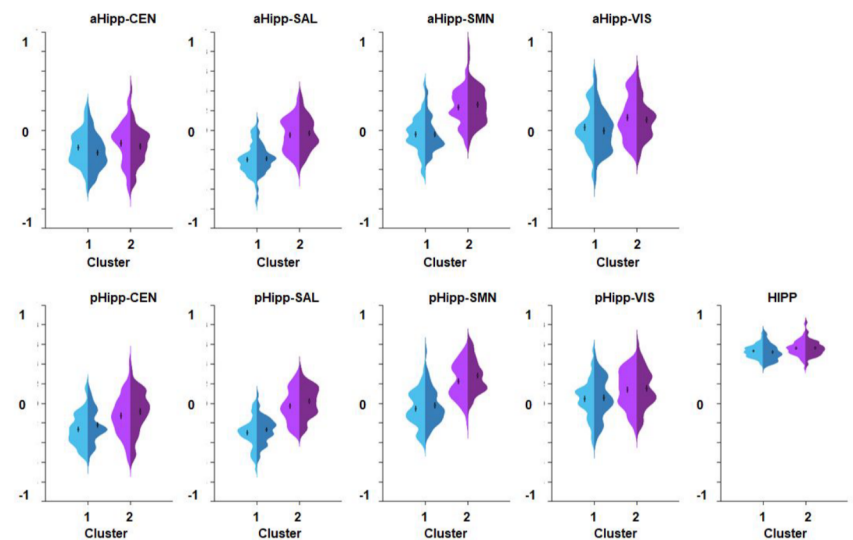 aHipp-CEN aHipp-SAL aHipp-SMN aHipp-VIS
1 1 1 1
0 0 0 0
-1 -1 -1 -1
1 2 1 2 1 2 1 2
Cluster Cluster Cluster Cluster
pHipp-CEN pHipp-SAL pHipp-SMN pHipp-VIS HIPP
1 1 1 1 1
0 0 0 0 0
-1 -1 -1 -1 -1
1 2 1 2 1 2 1 2 1 2
Cluster Cluster Cluster Cluster Cluster